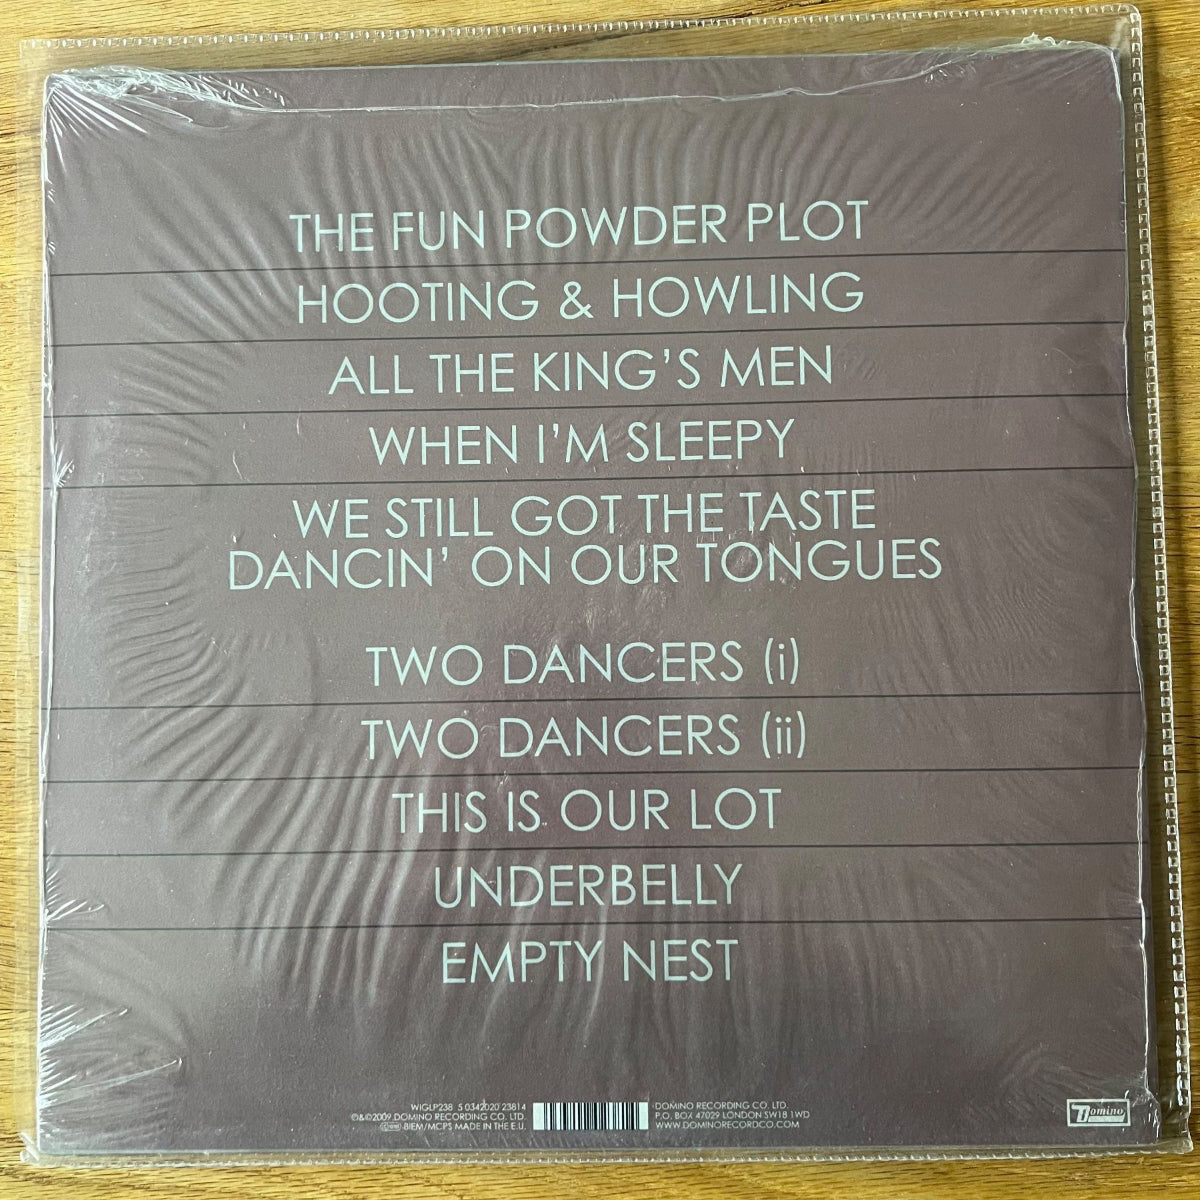 THE FUN POWDER PLOT
HOOTING & HOWLING
ALL THE KING'S MEN
WHEN I'M SLEEPY
WE STILL GOT THE TASTE
DANCIN' ON OUR TONGUES
TWO DANCERS (i)
TWO DANCERS (ii)
THIS IS OUR LOT
UNDERBELLY
EMPTY NEST
WIGLP238 5 0342020 23814
℗&©2009 DOMINO RECORDING CO. LTD.
BIEM/MCPS MADE IN THE E.U.
DOMINO RECORDING CO. LTD
P.O. BOX 47029 LONDON SW18 1WD
WWW.DOMINORECORDCO.COM
Domino